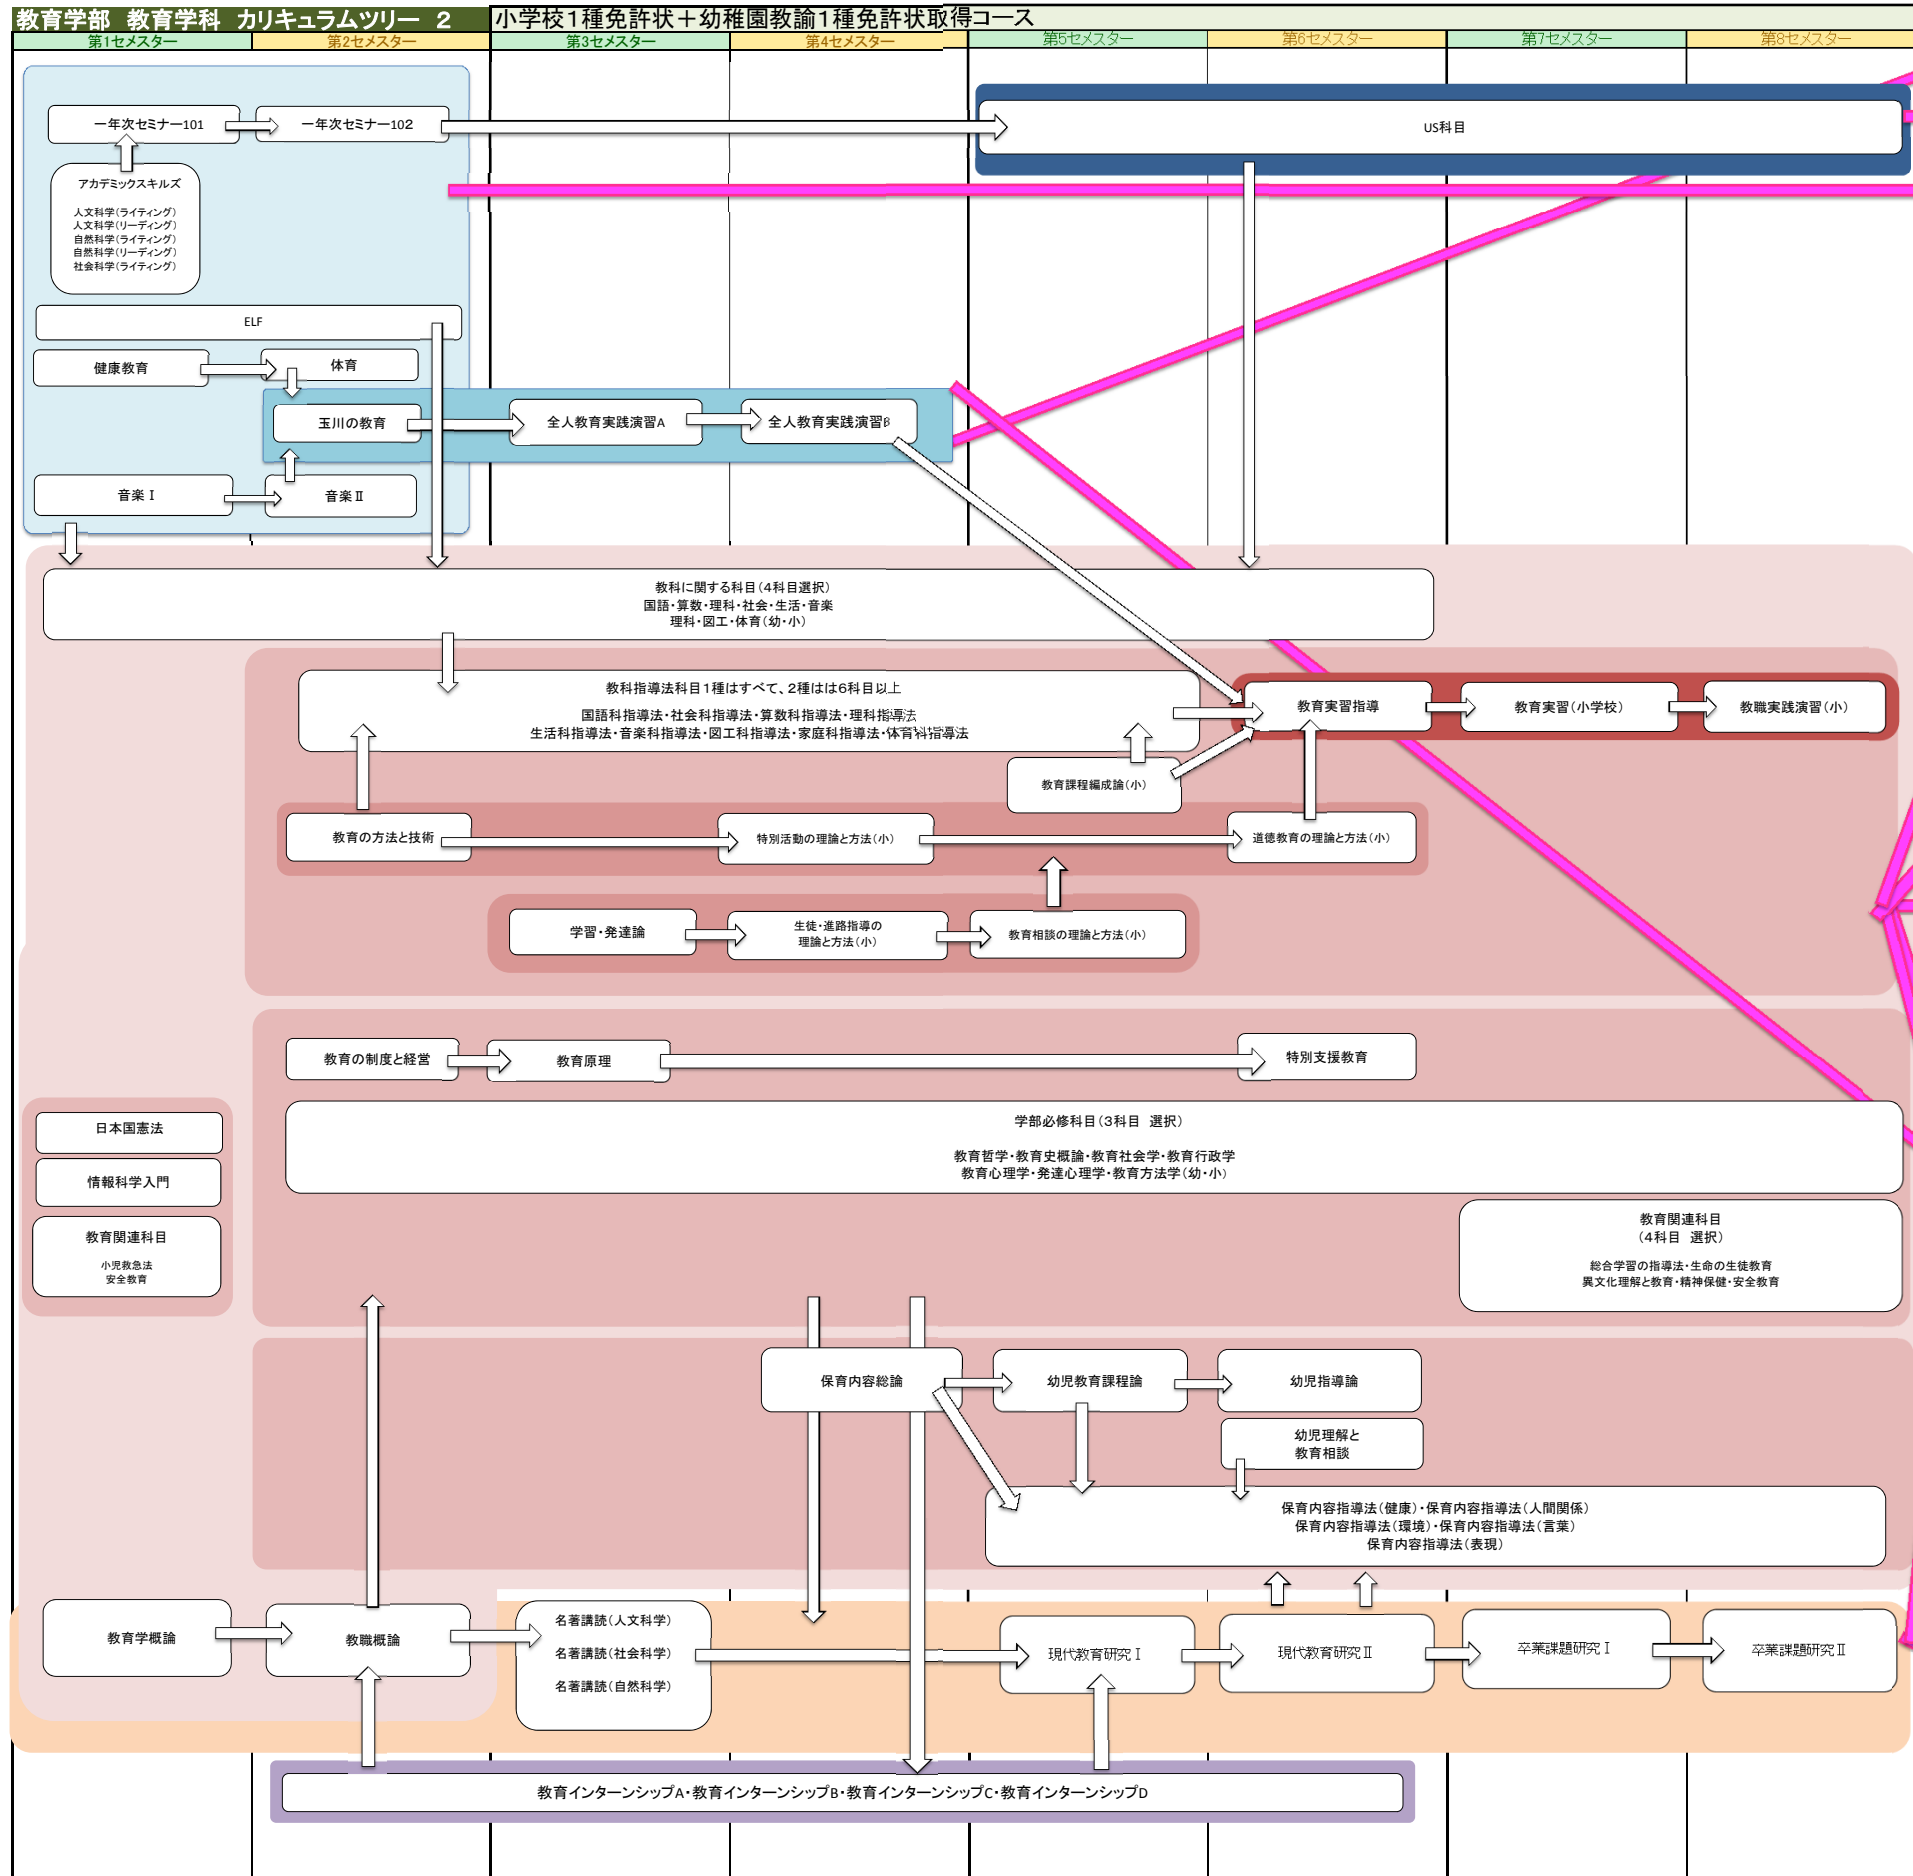 教育学部 教育学科 カリキュラムツリー 2
小学校1種免許状＋幼稚園教諭1種免許状取得コース
第1セメスター
第2セメスター
第3セメスター
第4セメスター
第5セメスター
第6セメスター
第7セメスター
第8セメスター
一年次セミナー101
一年次セミナー102
US科目
アカデミックスキルズ
人文科学(ライティング)
人文科学(リーディング)
自然科学(ライティング)
自然科学(リーディング)
社会科学(ライティング)
ELF
健康教育
体育
玉川の教育
全人教育実践演習A
全人教育実践演習B
音楽Ⅰ
音楽Ⅱ
教科に関する科目(4科目選択)
国語・算数・理科・社会・生活・音楽
理科・図工・体育(幼・小)
教科指導法科目1種はすべて、2種はは6科目以上
国語科指導法・社会科指導法・算数科指導法・理科指導法
生活科指導法・音楽科指導法・図工科指導法・家庭科指導法・体育科指導法
教育実習指導
教育実習(小学校)
教職実践演習(小)
教育課程編成論(小)
教育の方法と技術
特別活動の理論と方法(小)
道徳教育の理論と方法(小)
学習・発達論
生徒・進路指導の
理論と方法(小)
教育相談の理論と方法(小)
教育の制度と経営
教育原理
特別支援教育
日本国憲法
情報科学入門
教育関連科目
小児救急法
安全教育
学部必修科目(3科目 選択)
教育哲学・教育史概論・教育社会学・教育行政学
教育心理学・発達心理学・教育方法学(幼・小)
教育関連科目
(4科目 選択)
総合学習の指導法・生命の生徒教育
異文化理解と教育・精神保健・安全教育
保育内容総論
幼児教育課程論
幼児指導論
幼児理解と
教育相談
保育内容指導法(健康)・保育内容指導法(人間関係)
保育内容指導法(環境)・保育内容指導法(言葉)
保育内容指導法(表現)
教育学概論
教職概論
名著講読(人文科学)
名著講読(社会科学)
名著講読(自然科学)
現代教育研究Ⅰ
現代教育研究Ⅱ
卒業課題研究Ⅰ
卒業課題研究Ⅱ
教育インターンシップA・教育インターンシップB・教育インターンシップC・教育インターンシップD